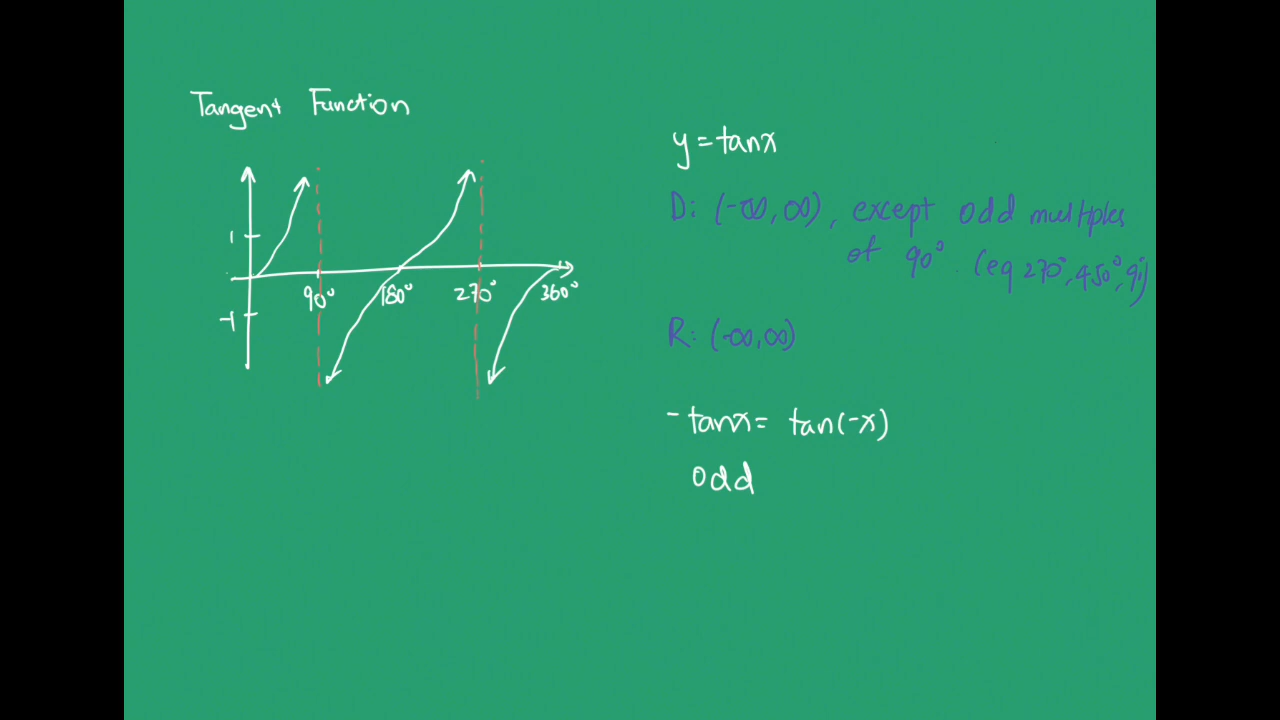 Tangent Function
1
-1
90° 180° 270° 360°
y = tanx
D: (-∞, ∞), except odd multiples
of 90° (eg 270°, 450°, 9
R: (-∞, ∞)
- tanx = tan(-x)
odd